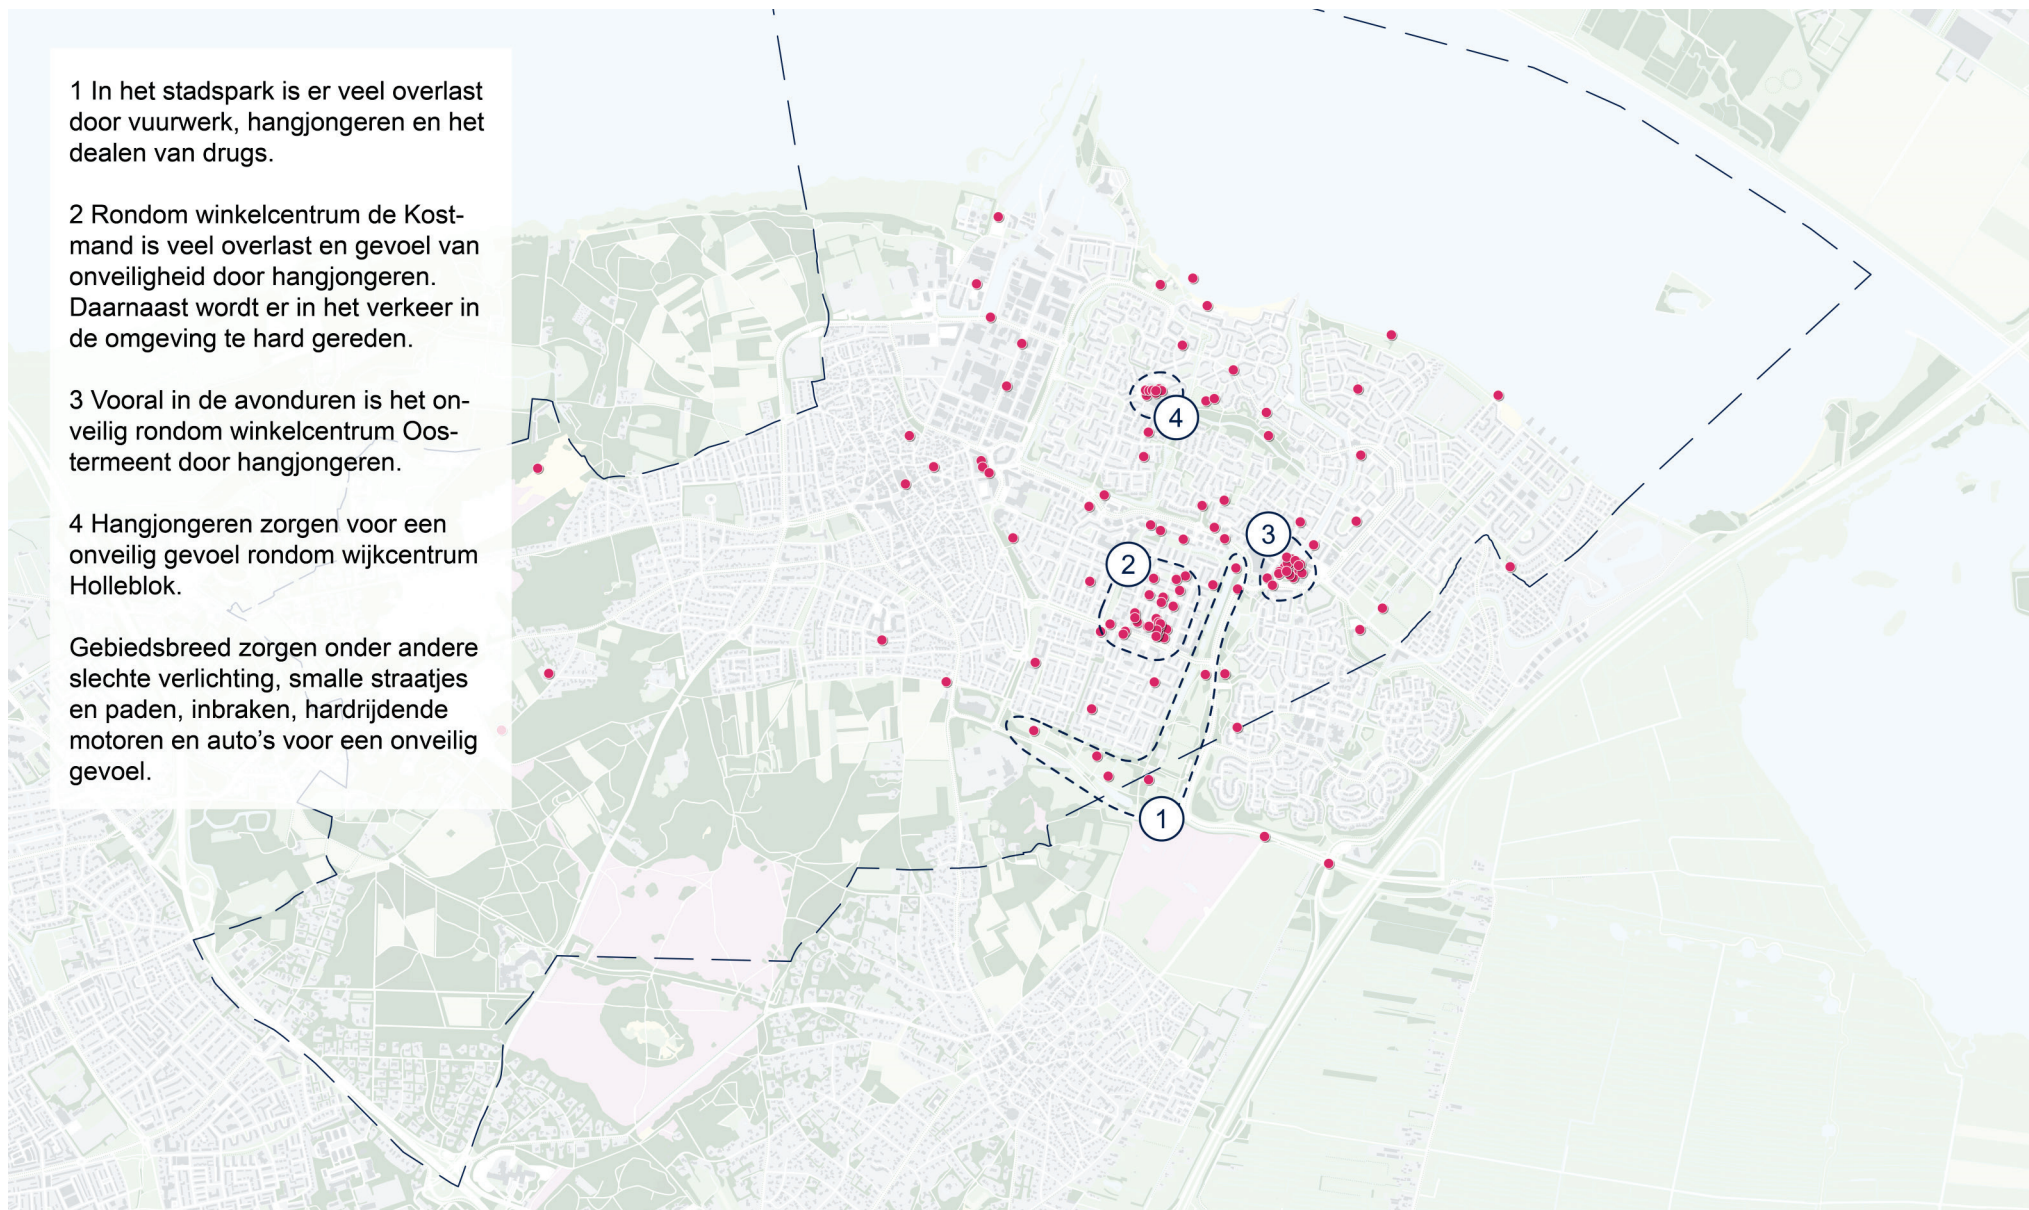 1 In het stadspark is er veel overlast
door vuurwerk, hangjongeren en het
dealen van drugs.
2 Rondom winkelcentrum de Kost-
mand is veel overlast en gevoel van
onveiligheid door hangjongeren.
Daarnaast wordt er in het verkeer in
de omgeving te hard gereden.
3 Vooral in de avonduren is het on-
veilig rondom winkelcentrum Oos-
termeent door hangjongeren.
4 Hangjongeren zorgen voor een
onveilig gevoel rondom wijkcentrum
Holleblok.
Gebiedsbreed zorgen onder andere
slechte verlichting, smalle straatjes
en paden, inbraken, hardrijdende
motoren en auto's voor een onveilig
gevoel.
4
3
2
1